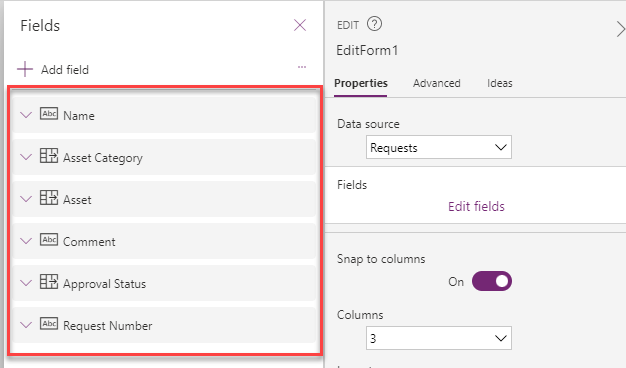 Fields
+ Add field
...
Abc Name
Asset Category
Asset
Abc Comment
Approval Status
Abc Request Number
EDIT ?
EditForm1
Properties Advanced Ideas
Data source
Requests
Fields
Edit fields
Snap to columns
On
Columns
3